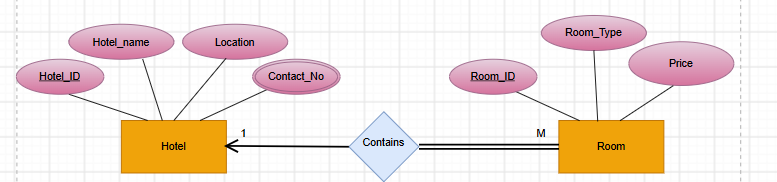 Hotel_name
Location
Room_Type
Hotel_ID
Contact_No
Room_ID
Price
Hotel
1
Contains
M
Room